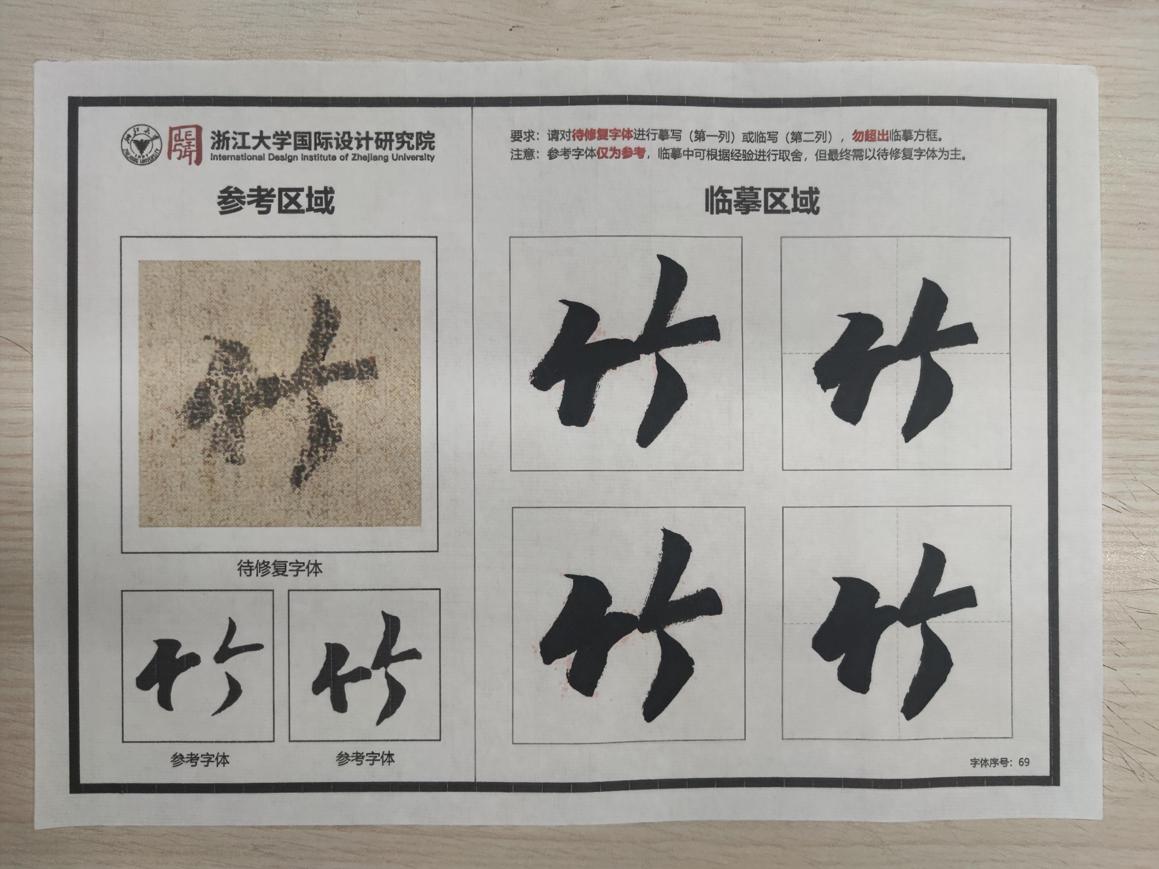 浙江大学国际设计研究院
International Design Institute of Zhejiang University
参考区域
竹
待修复字体
竹
竹
参考字体
参考字体
要求：请对待修复字体进行摹写（第一列）或临写（第二列），勿超出临摹方框。
注意：参考字体仅为参考，临摹中可根据经验进行取舍，但最终需以待修复字体为主。
临摹区域
竹
竹
竹
竹
字体序号：69